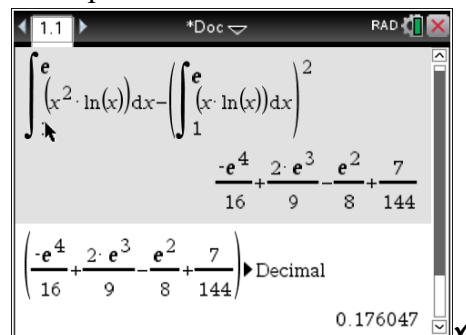 1.1 *Doc RAD
∫₁ᵉ(x²·ln(x))dx−(∫₁ᵉ(x·ln(x))dx)²
-e⁴/16+2·e³/9−e²/8+7/144
(-e⁴/16+2·e³/9−e²/8+7/144)▶Decimal
0.176047